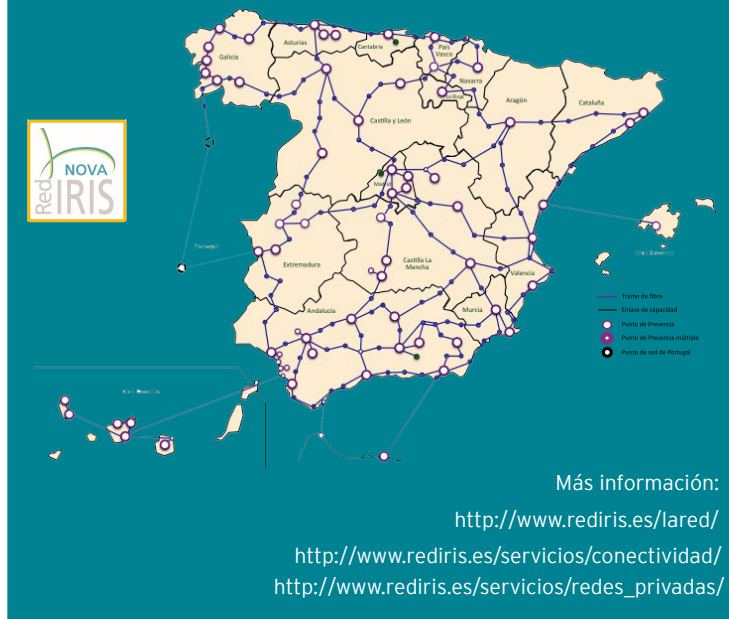 Asturias
Cantabria
País
Vasco
Galicia
Navarra
La Rioja
Aragón
Cataluña
Castilla y León
NOVA
Red
IRIS
Madrid
Portugal
Extremadura
Castilla La
Mancha
Valencia
Islas Baleares
Andalucía
Murcia
Tramo de fibra
Enlace de capacidad
Punto de Presencia
Punto de Presencia múltiple
Punto de red de Portugal
Más información:
http://www.rediris.es/lared/
http://www.rediris.es/servicios/conectividad/
http://www.rediris.es/servicios/redes_privadas/